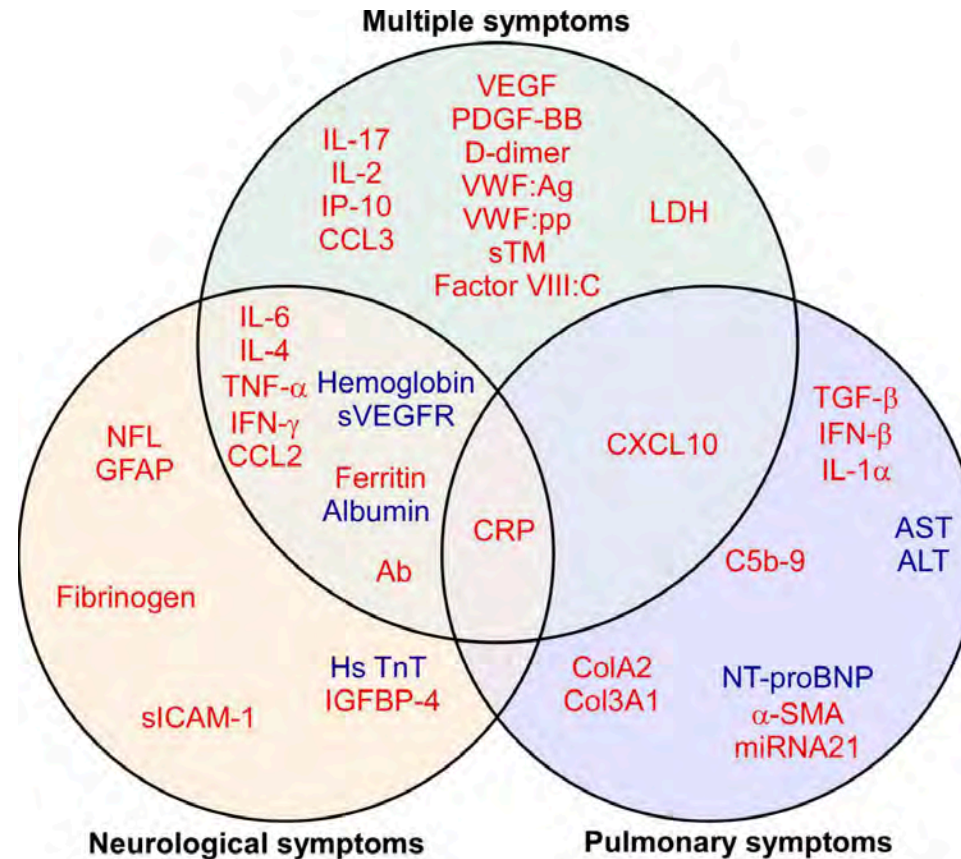 Multiple symptoms
VEGF
PDGF-BB
D-dimer
VWF:Ag
VWF:pp
sTM
Factor VIII:C
IL-17
IL-2
IP-10
CCL3
LDH
IL-6
IL-4
TNF-α
IFN-γ
CCL2
Hemoglobin
sVEGFR
Ferritin
Albumin
Ab
CRP
CXCL10
NFL
GFAP
Fibrinogen
sICAM-1
Hs TnT
IGFBP-4
TGF-β
IFN-β
IL-1α
AST
ALT
C5b-9
ColA2
Col3A1
NT-proBNP
α-SMA
miRNA21
Neurological symptoms
Pulmonary symptoms